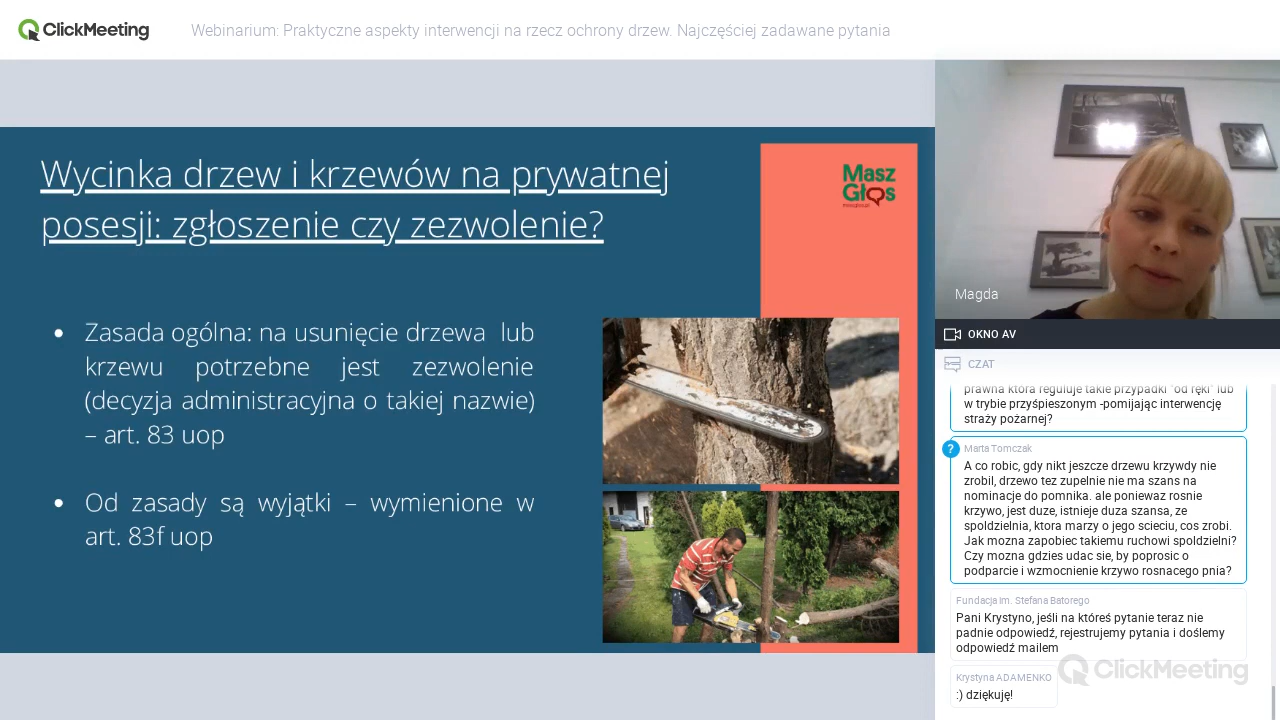 ClickMeeting
Webinarium: Praktyczne aspekty interwencji na rzecz ochrony drzew. Najczęściej zadawane pytania
Wycinka drzew i krzewów na prywatnej
posesji: zgłoszenie czy zezwolenie?
Masz
Głos
• Zasada ogólna: na usunięcie drzewa lub
krzewu potrzebne jest zezwolenie
(decyzja administracyjna o takiej nazwie)
– art. 83 uop
• Od zasady są wyjątki – wymienione w
art. 83f uop
Magda
OKNO AV
CZAT
prawna która reguluje takie przypadki "od ręki" lub
w trybie przyśpieszonym -pomijając interwencję
straży pożarnej?
?
Marta Tomczak
A co robic, gdy nikt jeszcze drzewu krzywdy nie
zrobil, drzewo tez zupelnie nie ma szans na
nominacje do pomnika. ale poniewaz rosnie
krzywo, jest duze, istnieje duza szansa, ze
spoldzielnia, ktora marzy o jego scieciu, cos zrobi.
Jak mozna zapobiec takiemu ruchowi spoldzielni?
Czy mozna gdzies udac sie, by poprosic o
podparcie i wzmocnienie krzywo rosnacego pnia?
Fundacja im. Stefana Batorego
Pani Krystyno, jeśli na któreś pytanie teraz nie
padnie odpowiedź, rejestrujemy pytania i doślemy
odpowiedź mailem
ClickMeeting
Krystyna ADAMENKO
:) dziękuję!